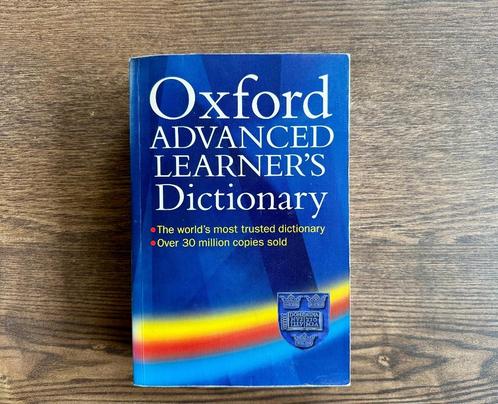 Oxford
ADVANCED
LEARNER'S
Dictionary
The world's most trusted dictionary
Over 30 million copies sold